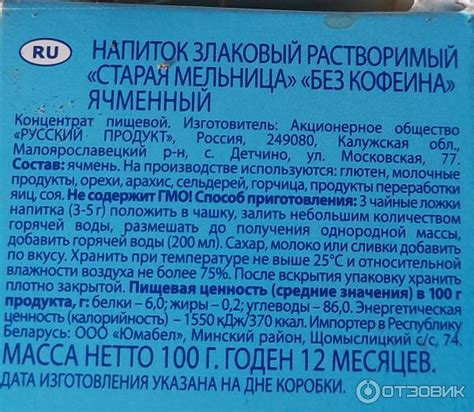 RU
НАПИТОК ЗЛАКОВЫЙ РАСТВОРИМЫЙ
«СТАРАЯ МЕЛЬНИЦА» «БЕЗ КОФЕИНА»
ЯЧМЕННЫЙ
Концентрат пищевой. Изготовитель: Акционерное общество
«РУССКИЙ ПРОДУКТ», Россия, 249080, Калужская обл.,
Малоярославецкий р-н, с. Детчино, ул. Московская, 77.
Состав: ячмень. На производстве используются: глютен, молочные
продукты, орехи, арахис, сельдерей, горчица, продукты переработки
яиц, соя. Не содержит ГМО! Способ приготовления: 3 чайные ложки
напитка (3-5 г) положить в чашку, залить небольшим количеством
горячей воды, размешать до получения однородной массы,
добавить горячей воды (200 мл). Сахар, молоко или сливки добавить
по вкусу. Хранить при температуре не выше 25°С и относительной
влажности воздуха не более 75%. После вскрытия упаковку хранить
плотно закрытой. Пищевая ценность (средние значения) в 100 г
продукта, г: белки – 6,0; жиры – 0,2; углеводы – 86,0. Энергетическая
ценность (калорийность) – 1550 кДж/370 ккал. Импортер в Республику
Беларусь: ООО «Юмабел», Минский район, Щомыслицкий с/с, 74.
МАССА НЕТТО 100 Г. ГОДЕН 12 МЕСЯЦЕВ.
ДАТА ИЗГОТОВЛЕНИЯ УКАЗАНА НА ДНЕ КОРОБКИ.
ОТЗОВИК